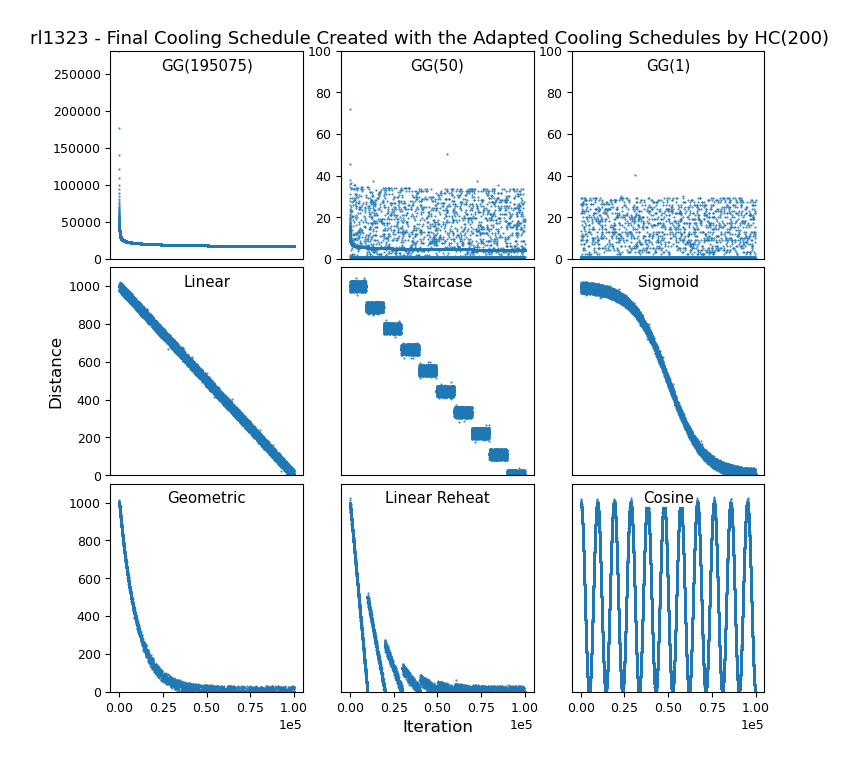 rl1323 - Final Cooling Schedule Created with the Adapted Cooling Schedules by HC(200)
GG(195075)
GG(50)
GG(1)
250000
200000
150000
100000
50000
0
100
80
60
40
20
0
100
80
60
40
20
0
Linear
Staircase
Sigmoid
Distance
1000
800
600
400
200
0
Geometric
Linear Reheat
Cosine
1000
800
600
400
200
0
0.00 0.25 0.50 0.75 1.00
1e5
0.00 0.25 0.50 0.75 1.00
1e5
0.00 0.25 0.50 0.75 1.00
1e5
Iteration